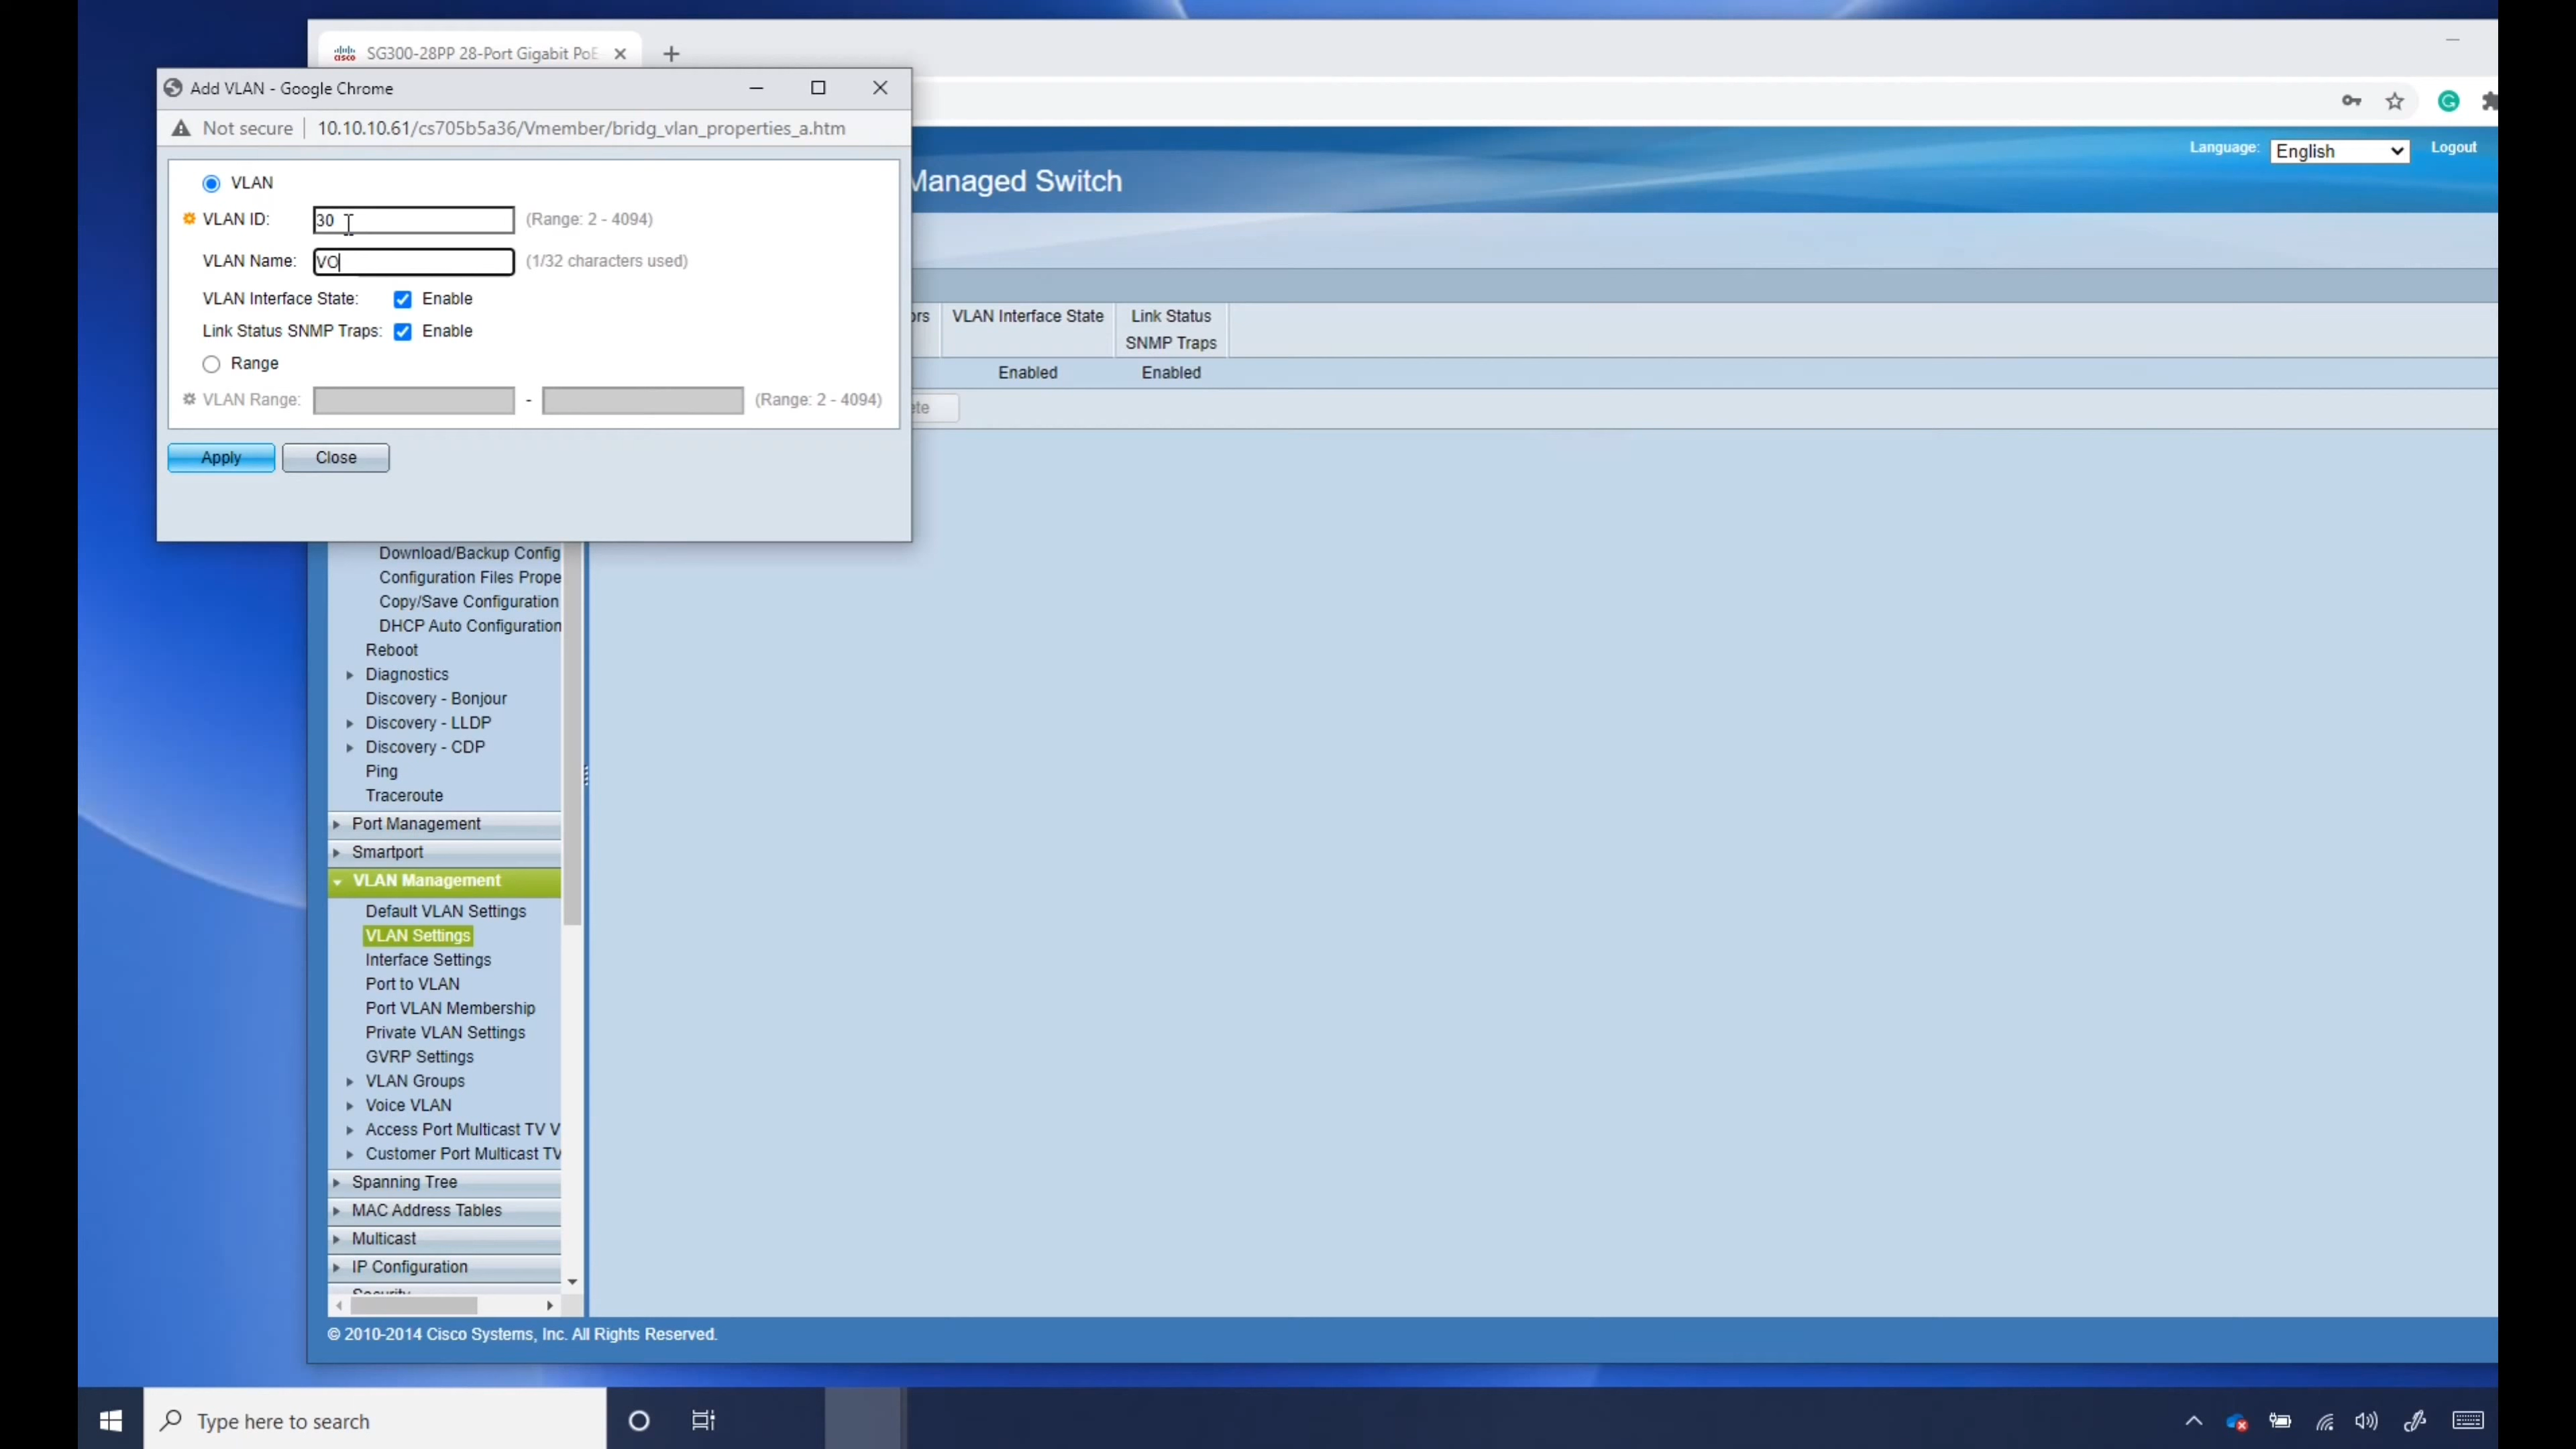 cisco SG300-28PP 28-Port Gigabit PoE
Add VLAN - Google Chrome
Not secure 10.10.10.61/cs705b5a36/Vmember/bridg_vlan_properties_a.htm
Language: English Logout
Managed Switch
VLAN
VLAN ID: 30 (Range: 2 - 4094)
VLAN Name: VO (1/32 characters used)
VLAN Interface State: Enable
Link Status SNMP Traps: Enable
Range
VLAN Range: - (Range: 2 - 4094)
Apply Close
ors VLAN Interface State Link Status
SNMP Traps
Enabled Enabled
ete
Download/Backup Config
Configuration Files Prope
Copy/Save Configuration
DHCP Auto Configuration
Reboot
Diagnostics
Discovery - Bonjour
Discovery - LLDP
Discovery - CDP
Ping
Traceroute
Port Management
Smartport
VLAN Management
Default VLAN Settings
VLAN Settings
Interface Settings
Port to VLAN
Port VLAN Membership
Private VLAN Settings
GVRP Settings
VLAN Groups
Voice VLAN
Access Port Multicast TV V
Customer Port Multicast TV
Spanning Tree
MAC Address Tables
Multicast
IP Configuration
Security
© 2010-2014 Cisco Systems, Inc. All Rights Reserved.
Type here to search